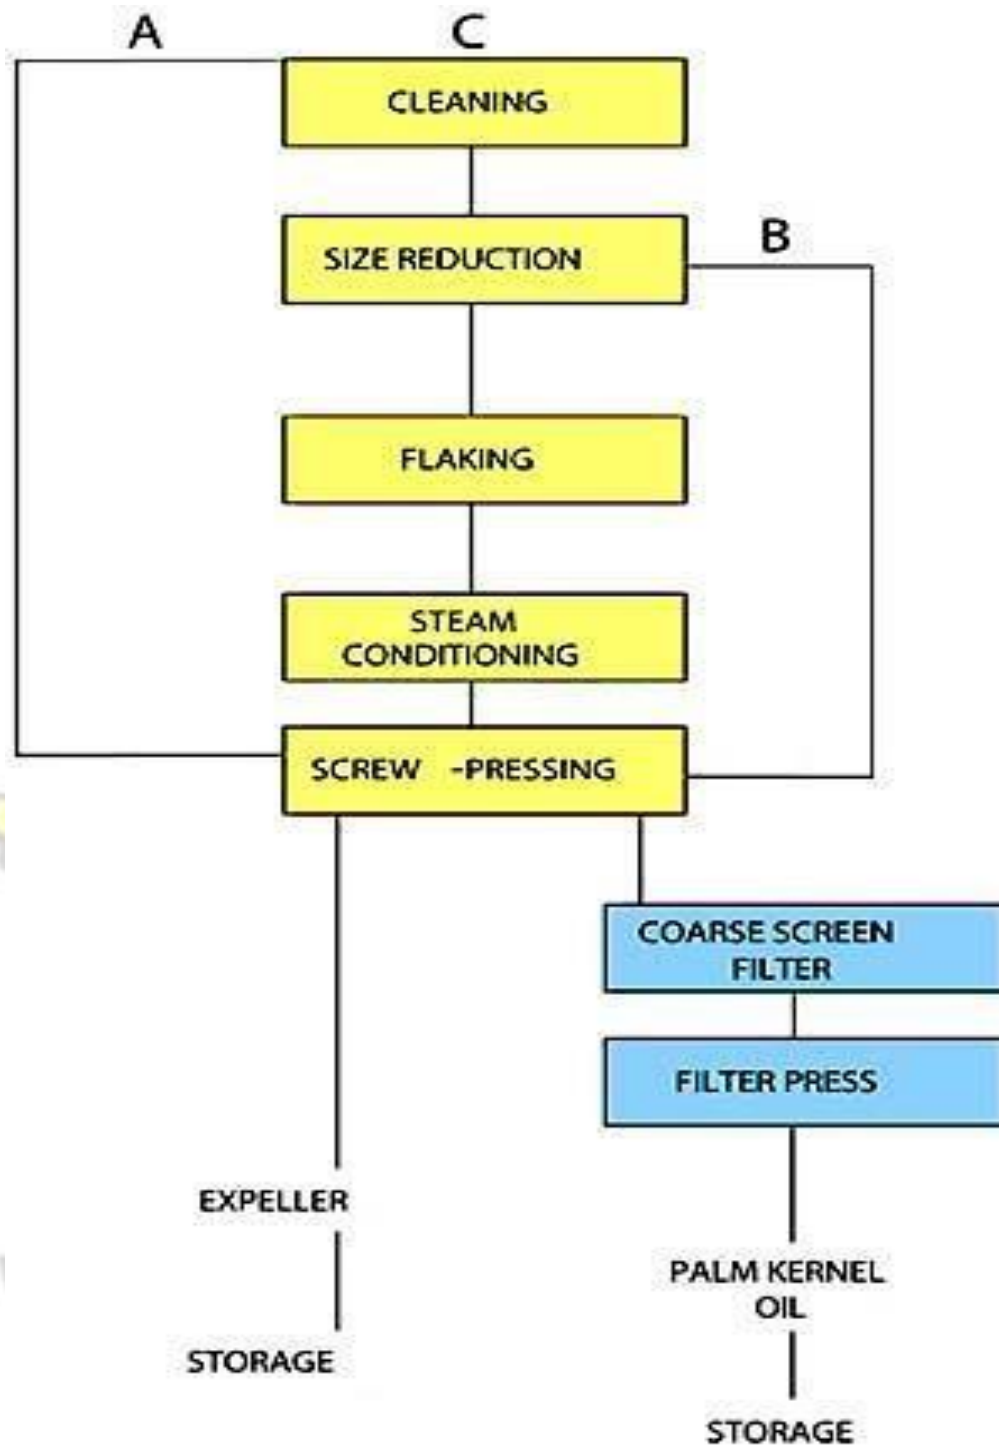 A
C
CLEANING
SIZE REDUCTION
B
FLAKING
STEAM
CONDITIONING
SCREW -PRESSING
COARSE SCREEN
FILTER
FILTER PRESS
EXPELLER
PALM KERNEL
OIL
STORAGE
STORAGE